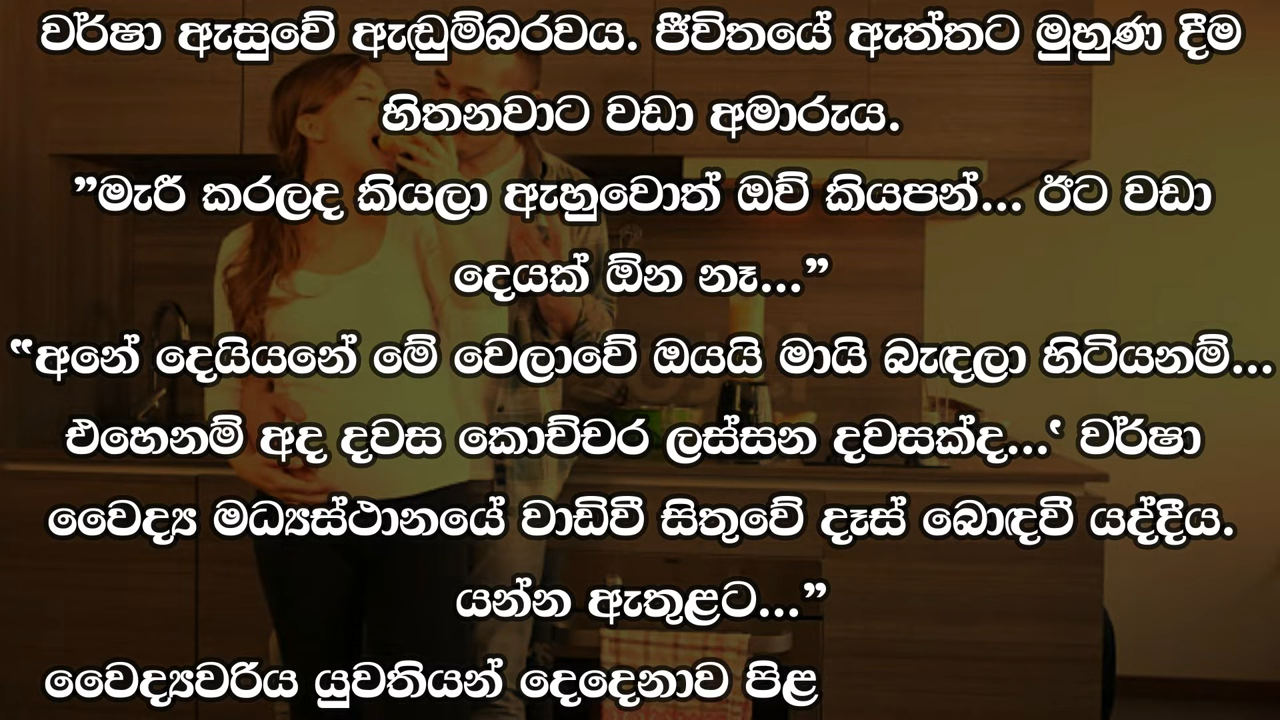 වර්ෂා ඇසුවේ ඇඬුම්බරවය. ජීවිතයේ ඇත්තට මුහුණ දීම
හිතනවාට වඩා අමාරුය.
”මැරී කරලද කියලා ඇහුවොත් ඔව් කියපන්... ඊට වඩා
දෙයක් ඕන නෑ...”
“අනේ දෙයියනේ මේ වෙලාවේ ඔයයි මායි බැඳලා හිටියනම්...
එහෙනම් අද දවස කොච්චර ලස්සන දවසක්ද...‛ වර්ෂා
වෛද්‍ය මධ්‍යස්ථානයේ වාඩිවී සිතුවේ දෑස් බොඳවී යද්දීය.
යන්න ඇතුළට...”
වෛද්‍යවරිය යුවතියන් දෙදෙනාව පිළ